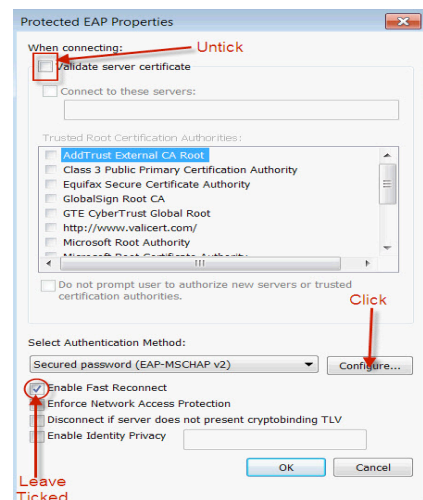 Protected EAP Properties
When connecting:
Untick
Validate server certificate
Connect to these servers:
Trusted Root Certification Authorities:
AddTrust External CA Root
Class 3 Public Primary Certification Authority
Equifax Secure Certificate Authority
GlobalSign Root CA
GTE CyberTrust Global Root
http://www.valicert.com/
Microsoft Root Authority
Microsoft Root Certificate Authority
Do not prompt user to authorize new servers or trusted
certification authorities.
Click
Select Authentication Method:
Secured password (EAP-MSCHAP v2)
Configure...
Enable Fast Reconnect
Enforce Network Access Protection
Disconnect if server does not present cryptobinding TLV
Enable Identity Privacy
OK
Cancel
Leave
Ticked